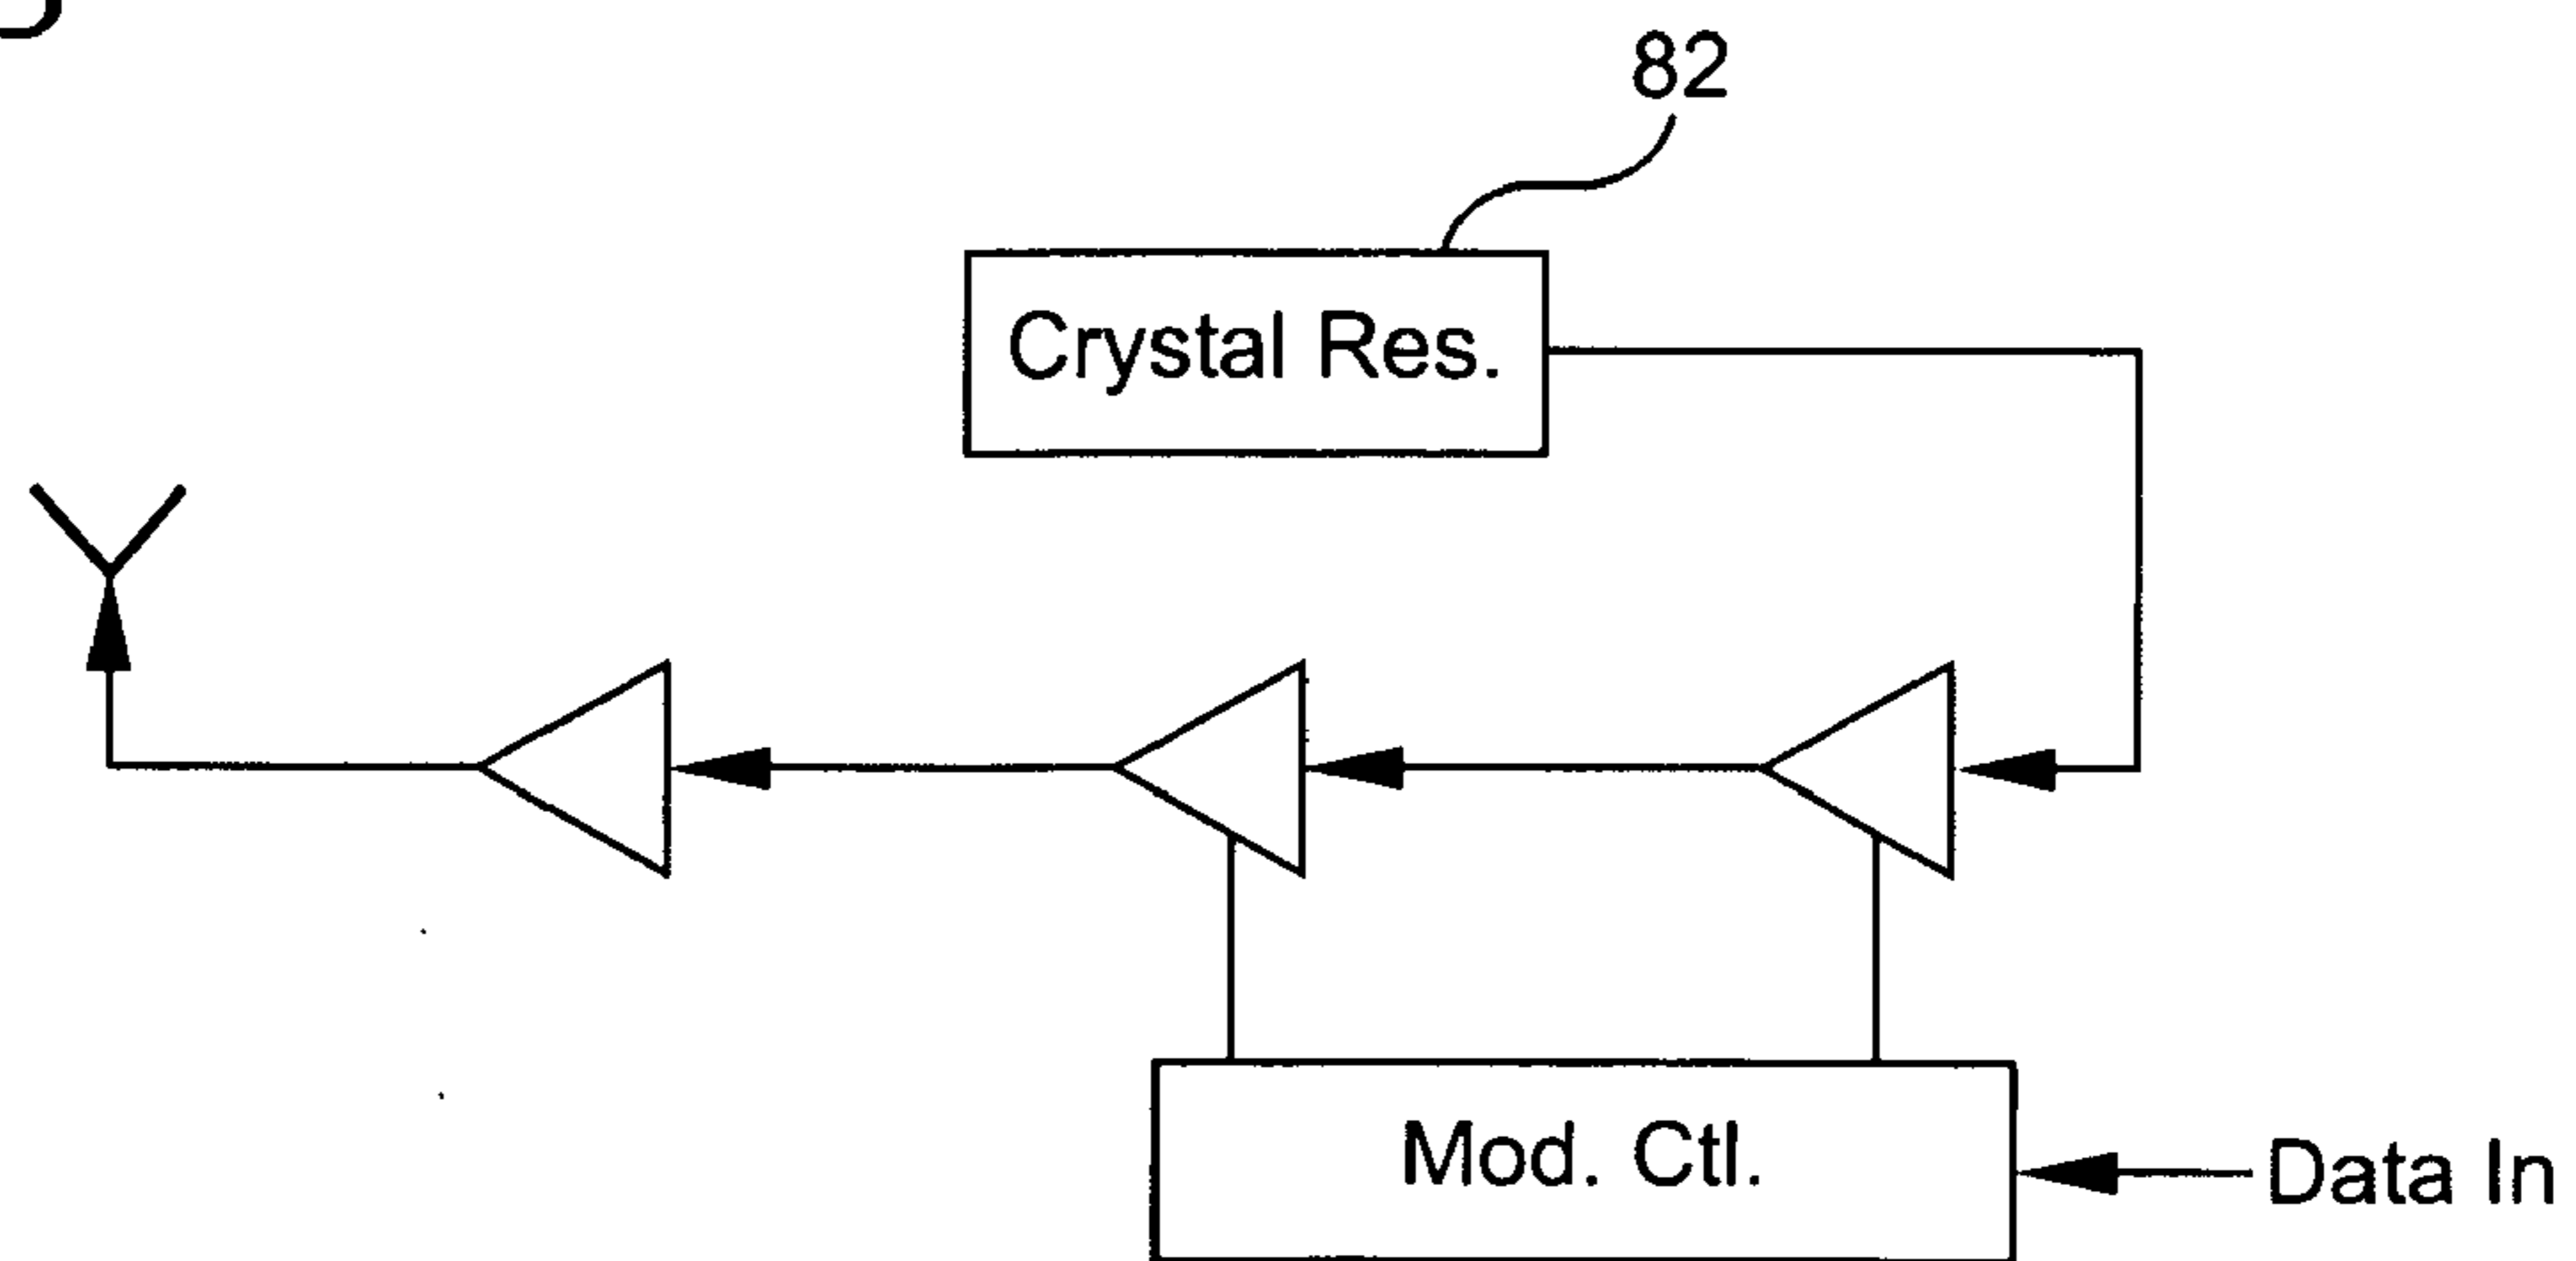 82
Crystal Res.
Mod. Ctl.
Data In